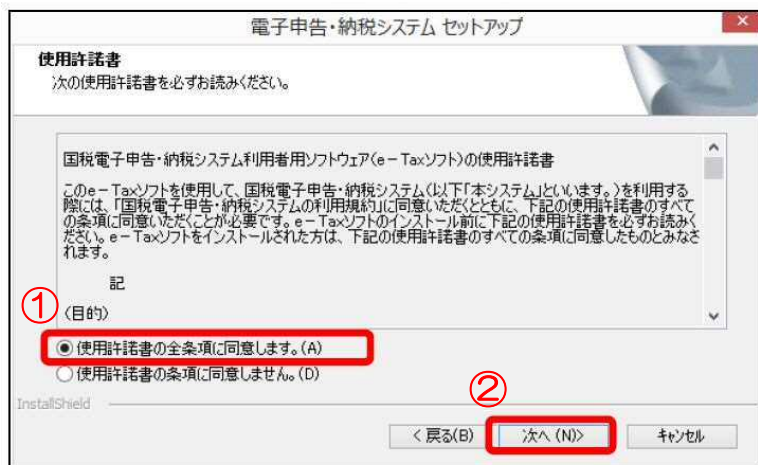 電子申告・納税システム セットアップ
使用許諾書
次の使用許諾書を必ずお読みください。
国税電子申告・納税システム利用者用ソフトウェア(e－Taxソフト)の使用許諾書
このe－Taxソフトを使用して、国税電子申告・納税システム(以下「本システム」といいます。)を利用する
際には、「国税電子申告・納税システムの利用規約」に同意いただくとともに、下記の使用許諾書のすべて
の条項に同意いただくことが必要です。e－Taxソフトのインストール前に下記の使用許諾書を必ずお読みく
ださい。e－Taxソフトをインストールされた方は、下記の使用許諾書のすべての条項に同意したものとみなさ
れます。
記
(目的)
①
使用許諾書の全条項に同意します。(A)
使用許諾書の条項に同意しません。(D)
②
InstallShield
< 戻る(B)
次へ (N)>
キャンセル